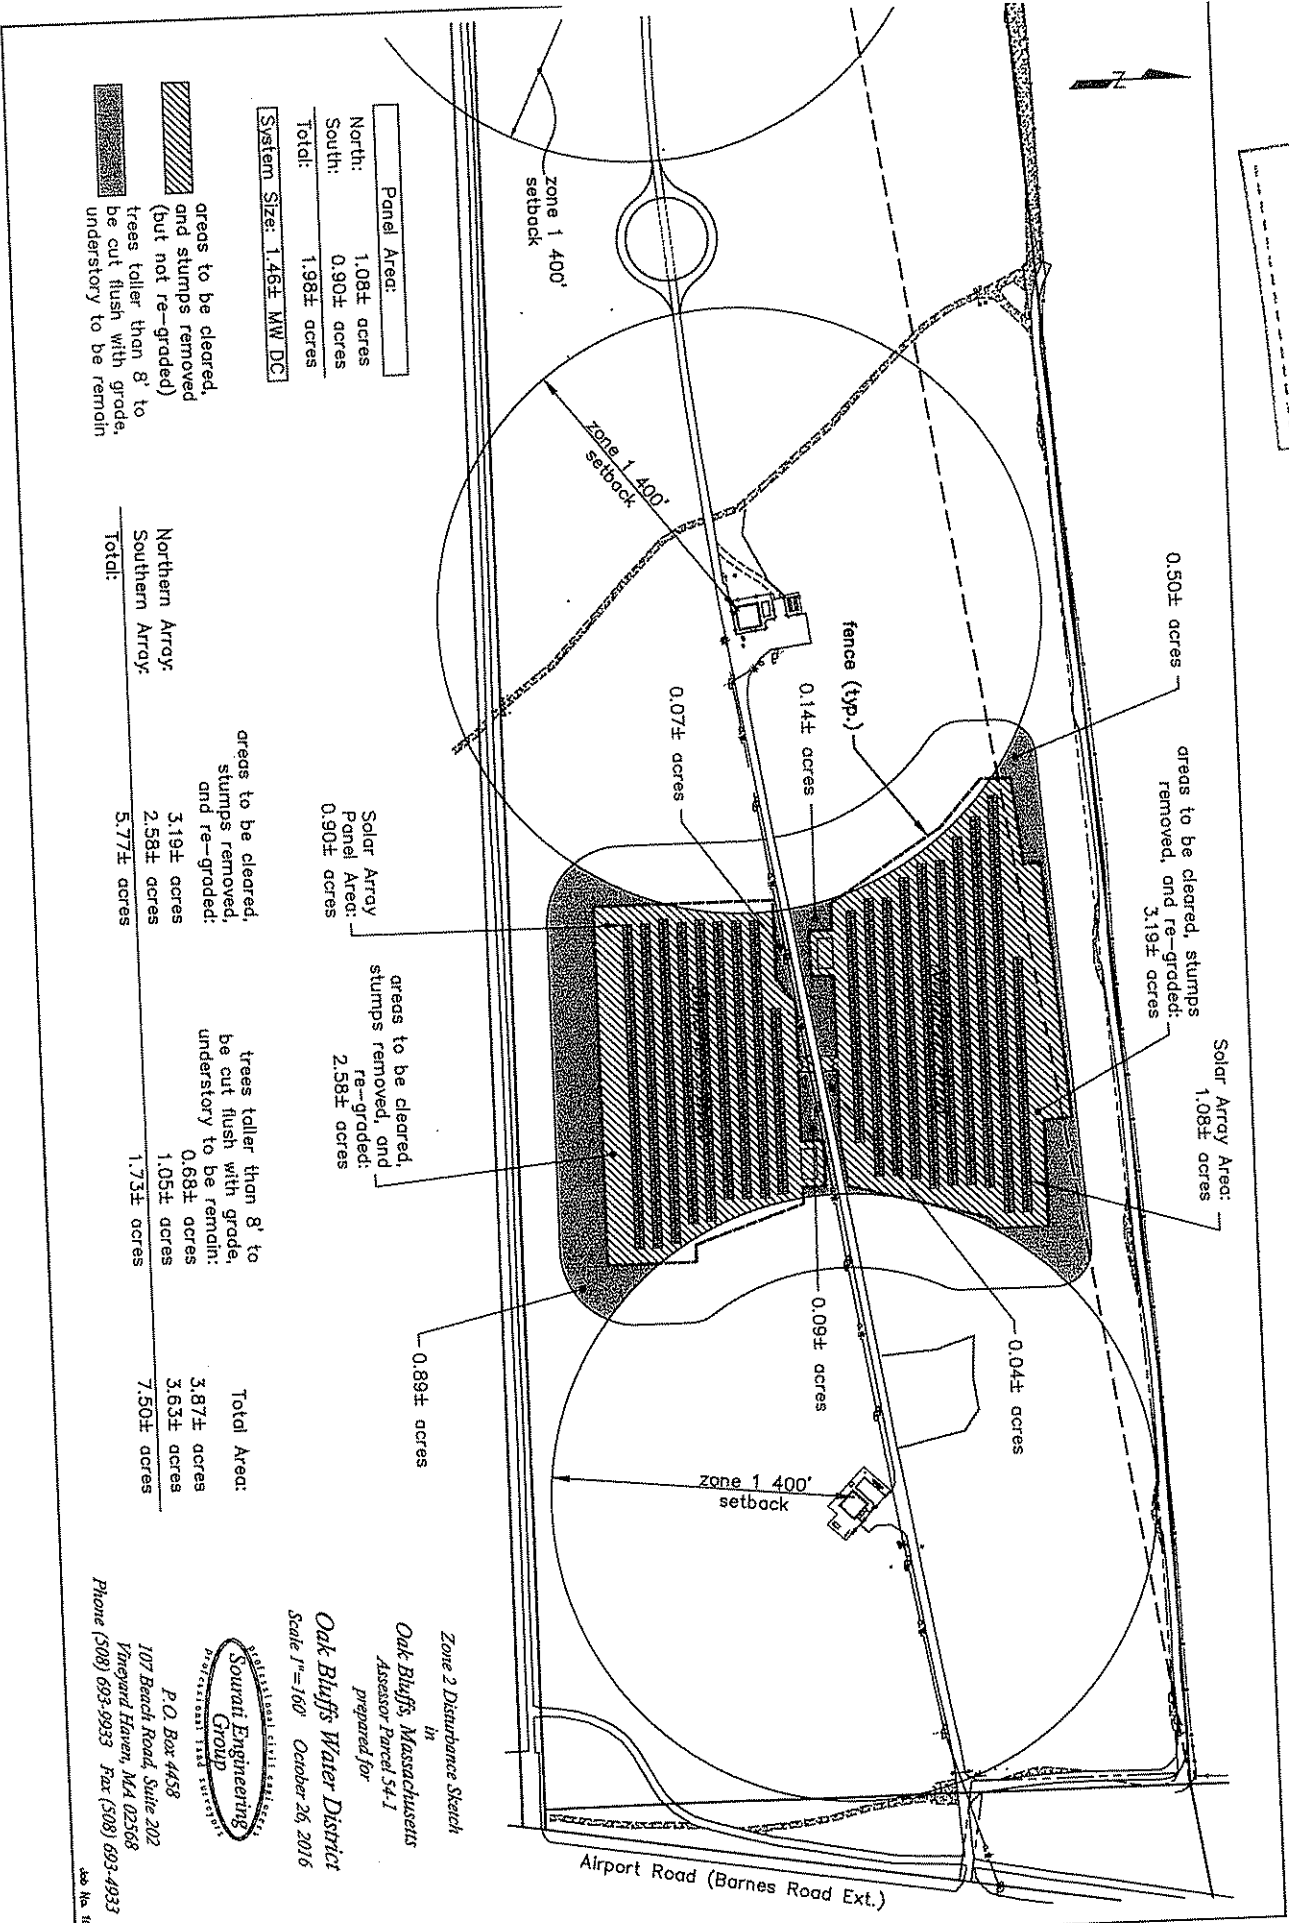 Z
0.50± acres
areas to be cleared, stumps
removed, and re-graded:
3.19± acres
Solar Array Area:
1.08± acres
zone 1 400'
setback
zone 1 400'
setback
fence (typ.)
0.14± acres
0.07± acres
0.04± acres
0.09± acres
zone 1 400'
setback
0.89± acres
Airport Road (Barnes Road Ext.)
Panel Area:
North: 1.08± acres
South: 0.90± acres
Total: 1.98± acres
System Size: 1.46± MW DC
Solar Array
Panel Area:
0.90± acres
areas to be cleared,
stumps removed, and
re-graded:
2.58± acres
areas to be cleared,
and stumps removed
(but not re-graded)
trees taller than 8' to
be cut flush with grade,
understory to be remain
areas to be cleared,
stumps removed,
and re-graded:
trees taller than 8' to
be cut flush with grade,
understory to be remain:
Total Area:
Northern Array: 3.19± acres 0.68± acres 3.87± acres
Southern Array: 2.58± acres 1.05± acres 3.63± acres
Total: 5.77± acres 1.73± acres 7.50± acres
Zone 2 Disturbance Sketch
in
Oak Bluffs, Massachusetts
Assessor Parcel 54-1
prepared for
Oak Bluffs Water District
Scale 1"=160' October 26, 2016
professional civil engineers
Sourati Engineering
Group
professional land surveyors
P.O. Box 4458
107 Beach Road, Suite 202
Vineyard Haven, MA 02568
Phone (508) 693-9933 Fax (508) 693-4933
Job No.